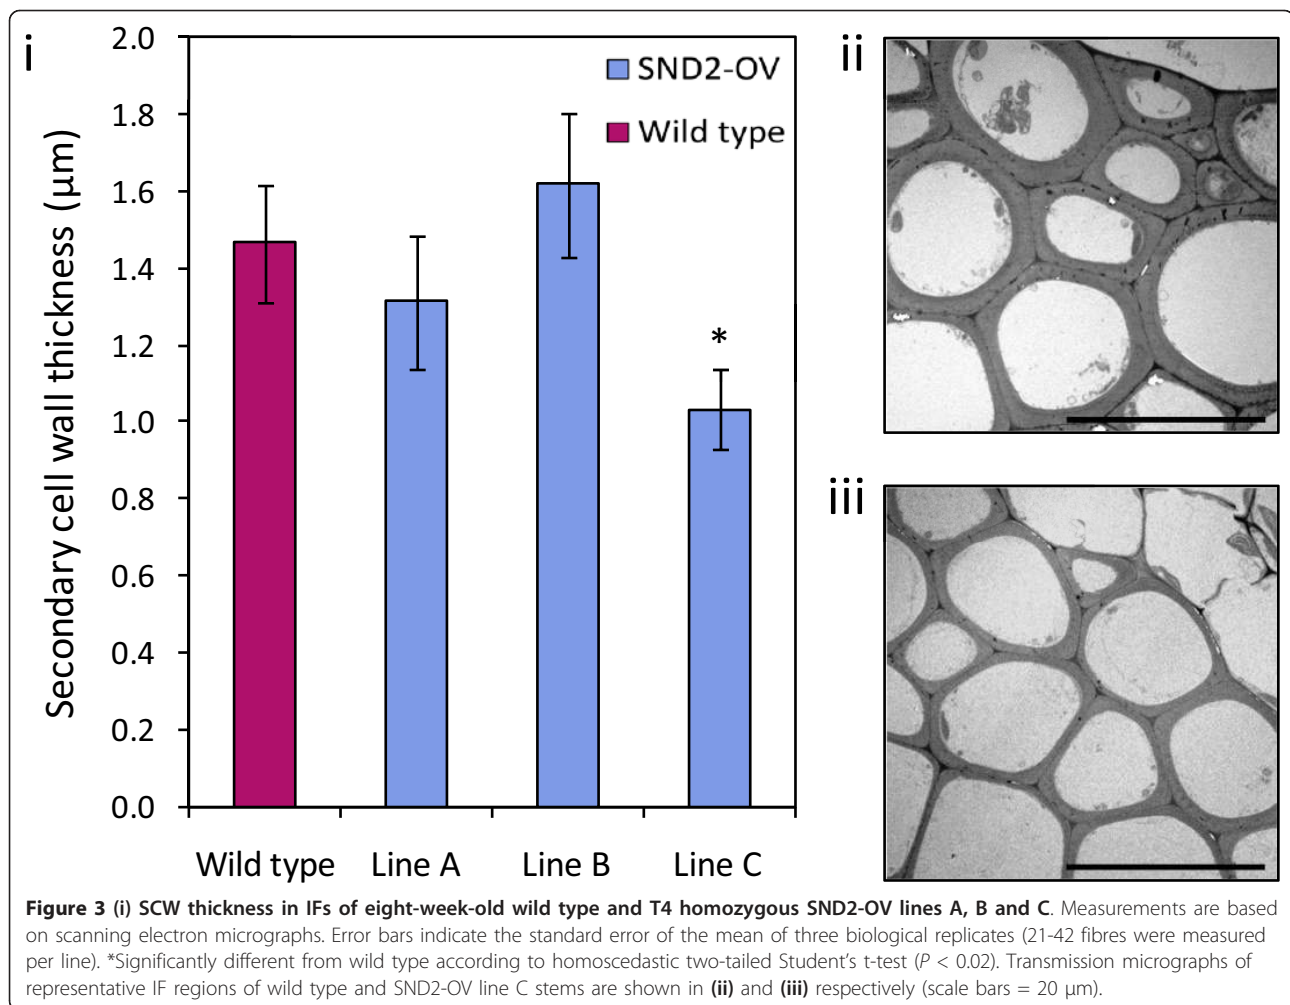 i
2.0
1.8
1.6
1.4
1.2
1.0
0.8
0.6
0.4
0.2
0.0
Secondary cell wall thickness (µm)
SND2-OV
Wild type
*
Wild type Line A Line B Line C
ii
iii
Figure 3 (i) SCW thickness in IFs of eight-week-old wild type and T4 homozygous SND2-OV lines A, B and C. Measurements are based
on scanning electron micrographs. Error bars indicate the standard error of the mean of three biological replicates (21-42 fibres were measured
per line). *Significantly different from wild type according to homoscedastic two-tailed Student's t-test (P < 0.02). Transmission micrographs of
representative IF regions of wild type and SND2-OV line C stems are shown in (ii) and (iii) respectively (scale bars = 20 µm).